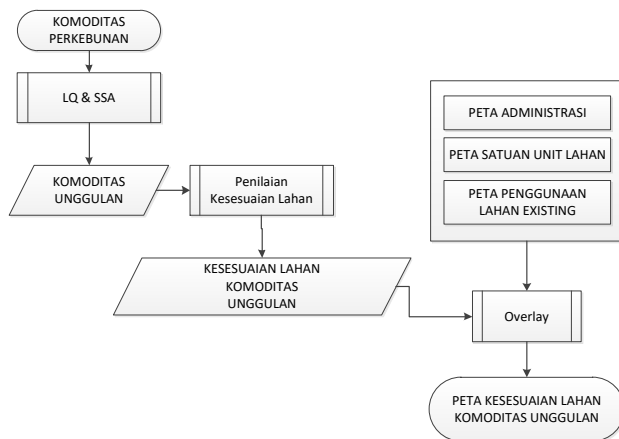 KOMODITAS
PERKEBUNAN
LQ & SSA
KOMODITAS
UNGGULAN
Penilaian
Kesesuaian Lahan
KESESUAIAN LAHAN
KOMODITAS
UNGGULAN
PETA ADMINISTRASI
PETA SATUAN UNIT LAHAN
PETA PENGGUNAAN
LAHAN EXISTING
Overlay
PETA KESESUAIAN LAHAN
KOMODITAS UNGGULAN